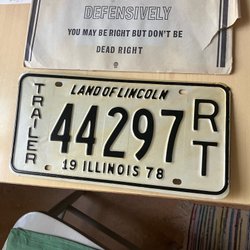 DEFENSIVELY
YOU MAY BE RIGHT BUT DON'T BE
DEAD RIGHT
LAND OF LINCOLN
TRAILER
44297
RT
19 ILLINOIS 78